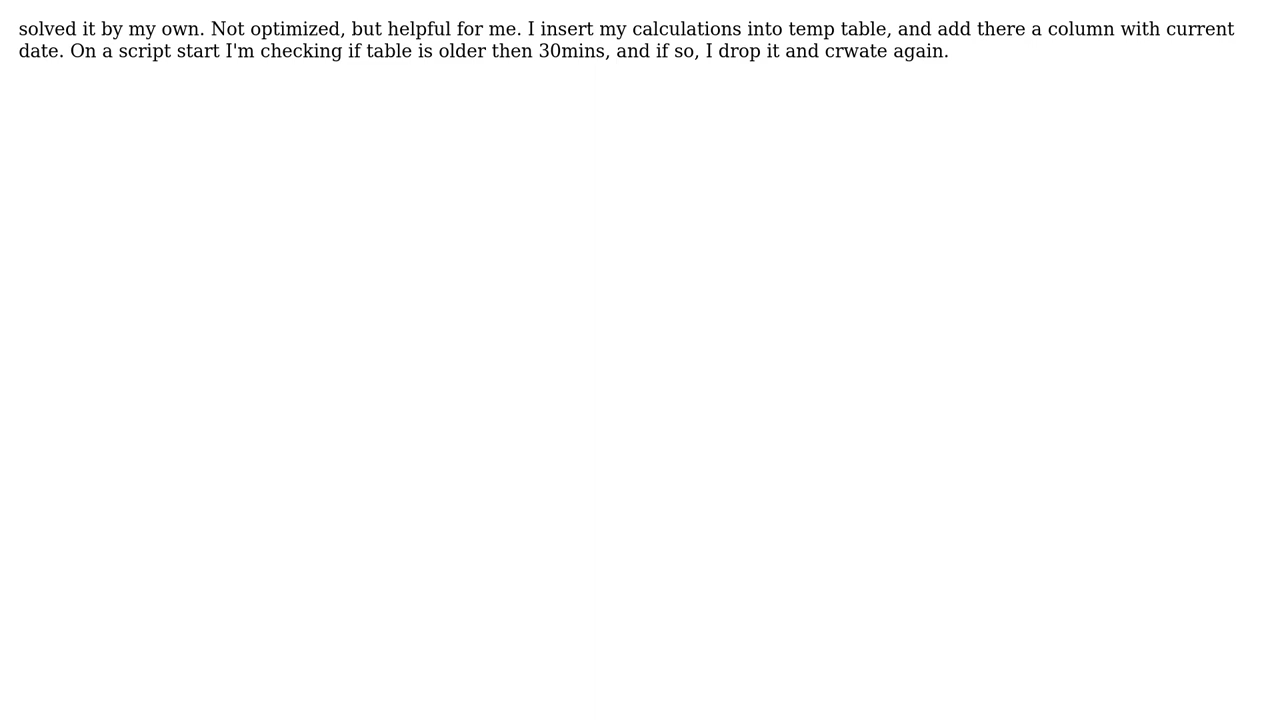 solved it by my own. Not optimized, but helpful for me. I insert my calculations into temp table, and add there a column with current
date. On a script start I'm checking if table is older then 30mins, and if so, I drop it and crwate again.